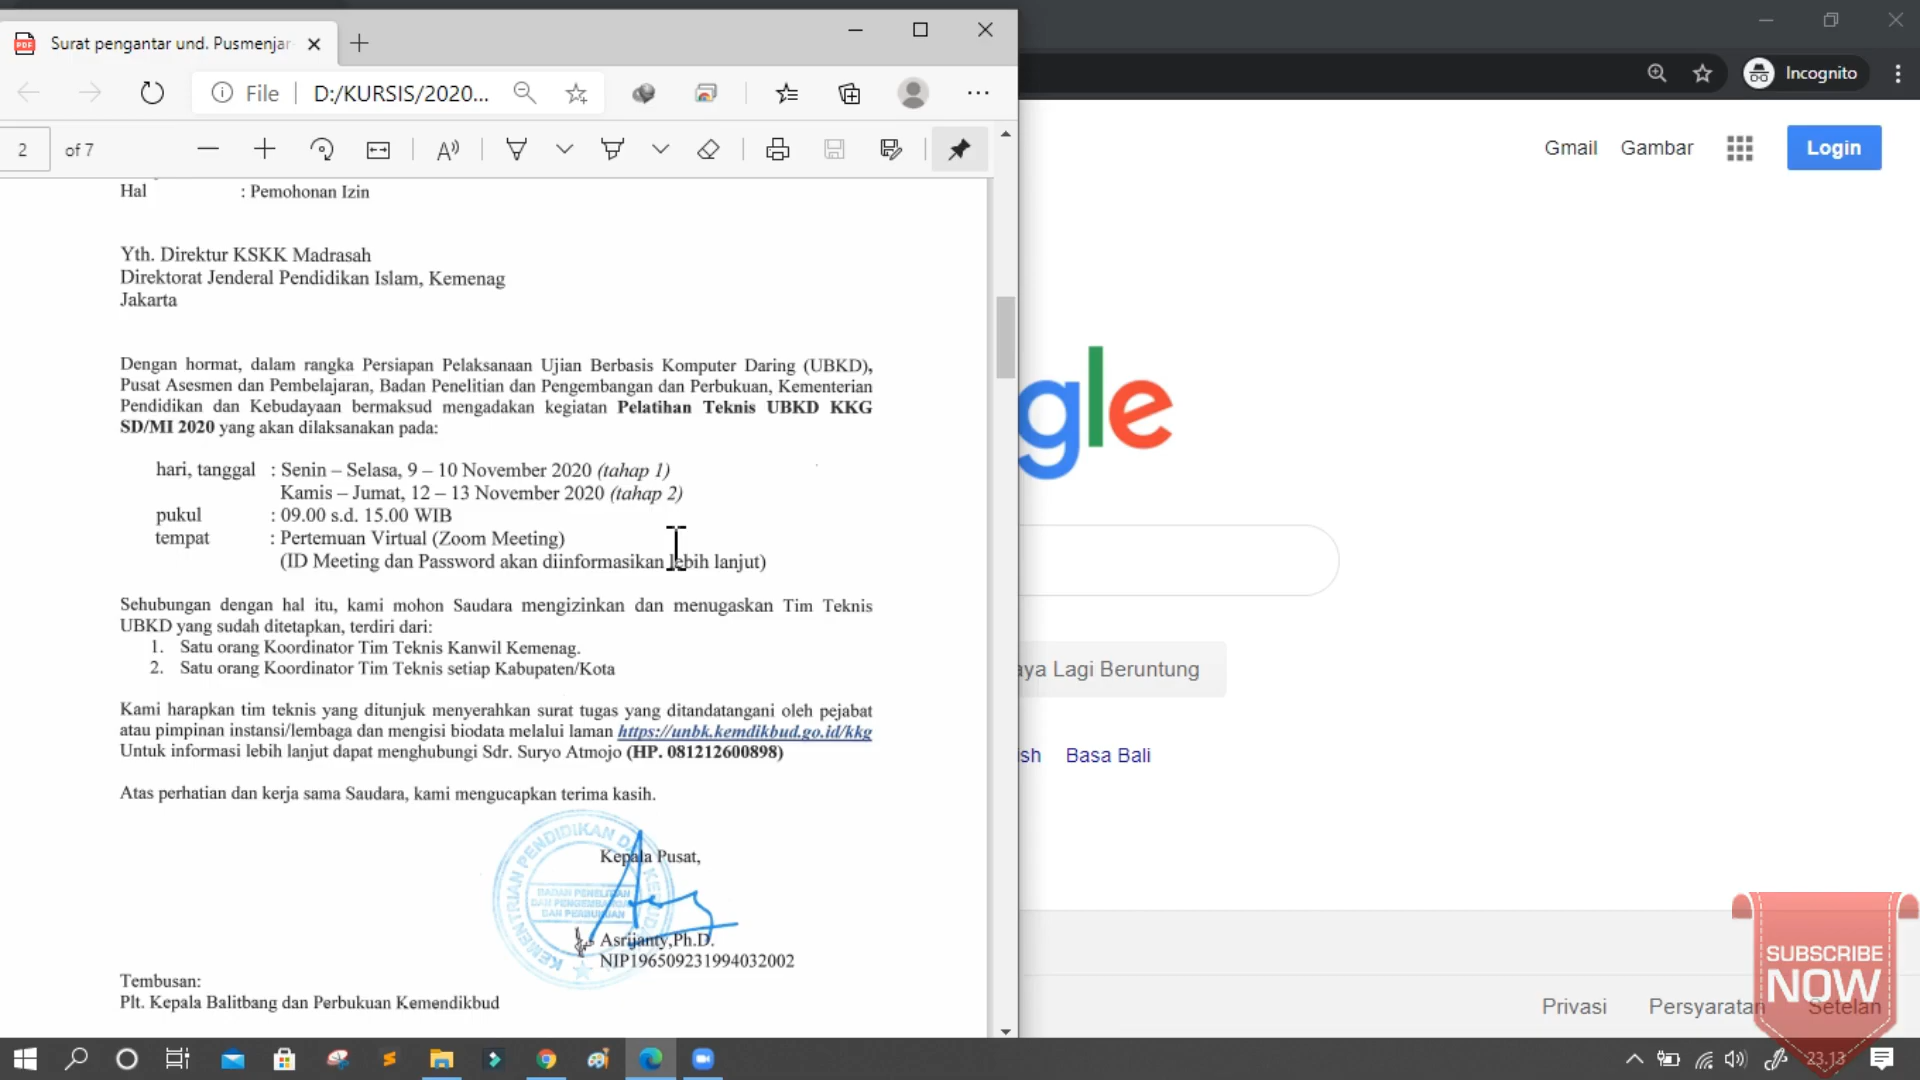 Surat pengantar und. Pusmenjar
Incognito
File
D:/KURSIS/2020...
2
of 7
Gmail
Gambar
Login
Hal : Pemohonan Izin
Yth. Direktur KSKK Madrasah
Direktorat Jenderal Pendidikan Islam, Kemenag
Jakarta
Dengan hormat, dalam rangka Persiapan Pelaksanaan Ujian Berbasis Komputer Daring (UBKD),
Pusat Asesmen dan Pembelajaran, Badan Penelitian dan Pengembangan dan Perbukuan, Kementerian
Pendidikan dan Kebudayaan bermaksud mengadakan kegiatan Pelatihan Teknis UBKD KKG
SD/MI 2020 yang akan dilaksanakan pada:
hari, tanggal : Senin – Selasa, 9 – 10 November 2020 (tahap 1)
Kamis – Jumat, 12 – 13 November 2020 (tahap 2)
pukul : 09.00 s.d. 15.00 WIB
tempat : Pertemuan Virtual (Zoom Meeting)
(ID Meeting dan Password akan diinformasikan lebih lanjut)
Sehubungan dengan hal itu, kami mohon Saudara mengizinkan dan menugaskan Tim Teknis
UBKD yang sudah ditetapkan, terdiri dari:
1. Satu orang Koordinator Tim Teknis Kanwil Kemenag.
2. Satu orang Koordinator Tim Teknis setiap Kabupaten/Kota
Kami harapkan tim teknis yang ditunjuk menyerahkan surat tugas yang ditandatangani oleh pejabat
atau pimpinan instansi/lembaga dan mengisi biodata melalui laman https://unbk.kemdikbud.go.id/kkg
Untuk informasi lebih lanjut dapat menghubungi Sdr. Suryo Atmojo (HP. 081212600898)
Atas perhatian dan kerja sama Saudara, kami mengucapkan terima kasih.
Kepala Pusat,
BADAN PENELITIAN
DAN PENGEMBANGAN
DAN PERBUKUAN
Asrijanty,Ph.D.
NIP196509231994032002
Tembusan:
Plt. Kepala Balitbang dan Perbukuan Kemendikbud
gle
aya Lagi Beruntung
ish
Basa Bali
Privasi
Persyaratan
Setelan
SUBSCRIBE
NOW
23.13